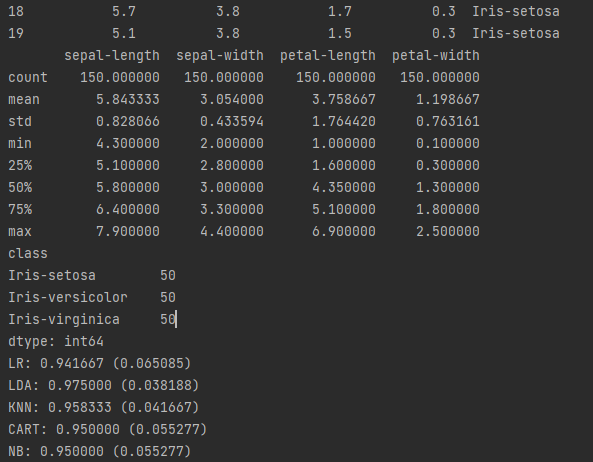 18 5.7 3.8 1.7 0.3 Iris-setosa
19 5.1 3.8 1.5 0.3 Iris-setosa
sepal-length sepal-width petal-length petal-width
count 150.000000 150.000000 150.000000 150.000000
mean 5.843333 3.054000 3.758667 1.198667
std 0.828066 0.433594 1.764420 0.763161
min 4.300000 2.000000 1.000000 0.100000
25% 5.100000 2.800000 1.600000 0.300000
50% 5.800000 3.000000 4.350000 1.300000
75% 6.400000 3.300000 5.100000 1.800000
max 7.900000 4.400000 6.900000 2.500000
class
Iris-setosa 50
Iris-versicolor 50
Iris-virginica 50
dtype: int64
LR: 0.941667 (0.065085)
LDA: 0.975000 (0.038188)
KNN: 0.958333 (0.041667)
CART: 0.950000 (0.055277)
NB: 0.950000 (0.055277)